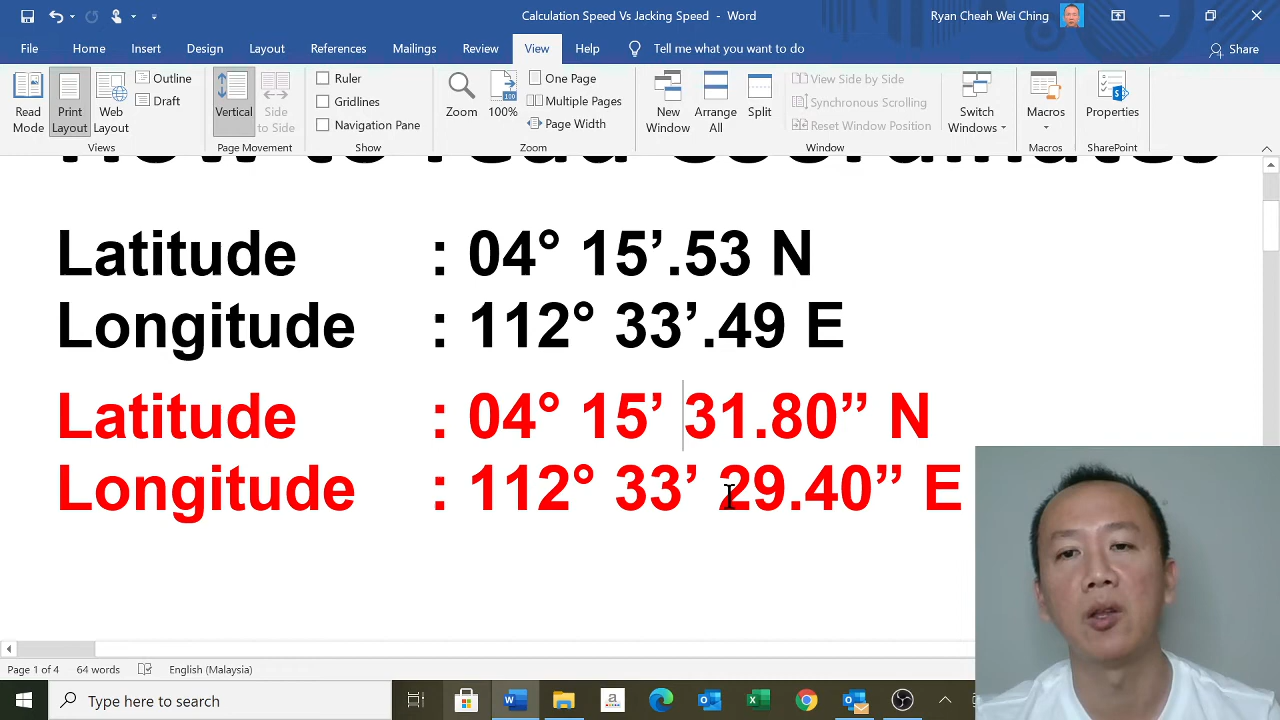 Calculation Speed Vs Jacking Speed - Word
Ryan Cheah Wei Ching
File Home Insert Design Layout References Mailings Review View Help Tell me what you want to do Share
Read Mode
Print Layout
Web Layout
Outline
Draft
Views
Vertical
Side to Side
Page Movement
Ruler
Gridlines
Navigation Pane
Show
Zoom
100%
One Page
Multiple Pages
Page Width
Zoom
New Window
Arrange All
Split
View Side by Side
Synchronous Scrolling
Reset Window Position
Window
Switch Windows
Macros
Macros
Properties
SharePoint
How to read coordinates
Latitude : 04° 15’.53 N
Longitude : 112° 33’.49 E
Latitude : 04° 15’ 31.80” N
Longitude : 112° 33’ 29.40” E
Page 1 of 4 64 words English (Malaysia)
Type here to search